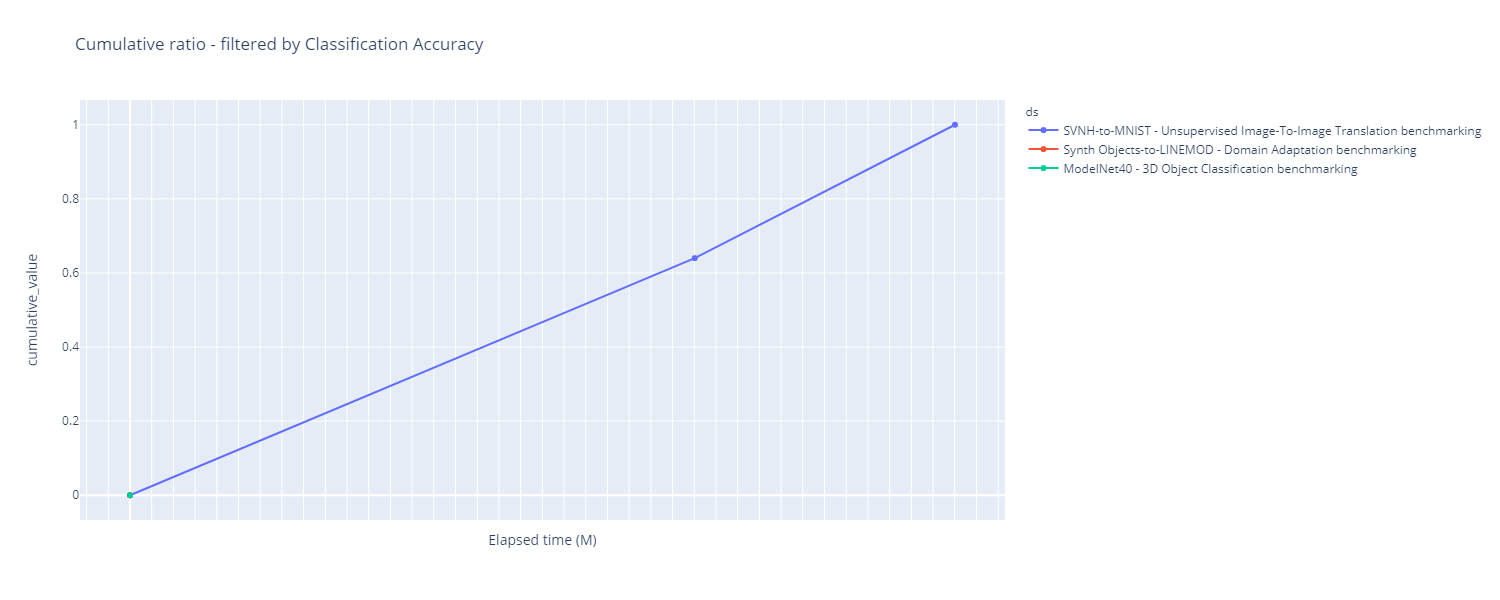 Cumulative ratio - filtered by Classification Accuracy
ds
SVNH-to-MNIST - Unsupervised Image-To-Image Translation benchmarking
Synth Objects-to-LINEMOD - Domain Adaptation benchmarking
ModelNet40 - 3D Object Classification benchmarking
cumulative_value
1
0.8
0.6
0.4
0.2
0
Elapsed time (M)